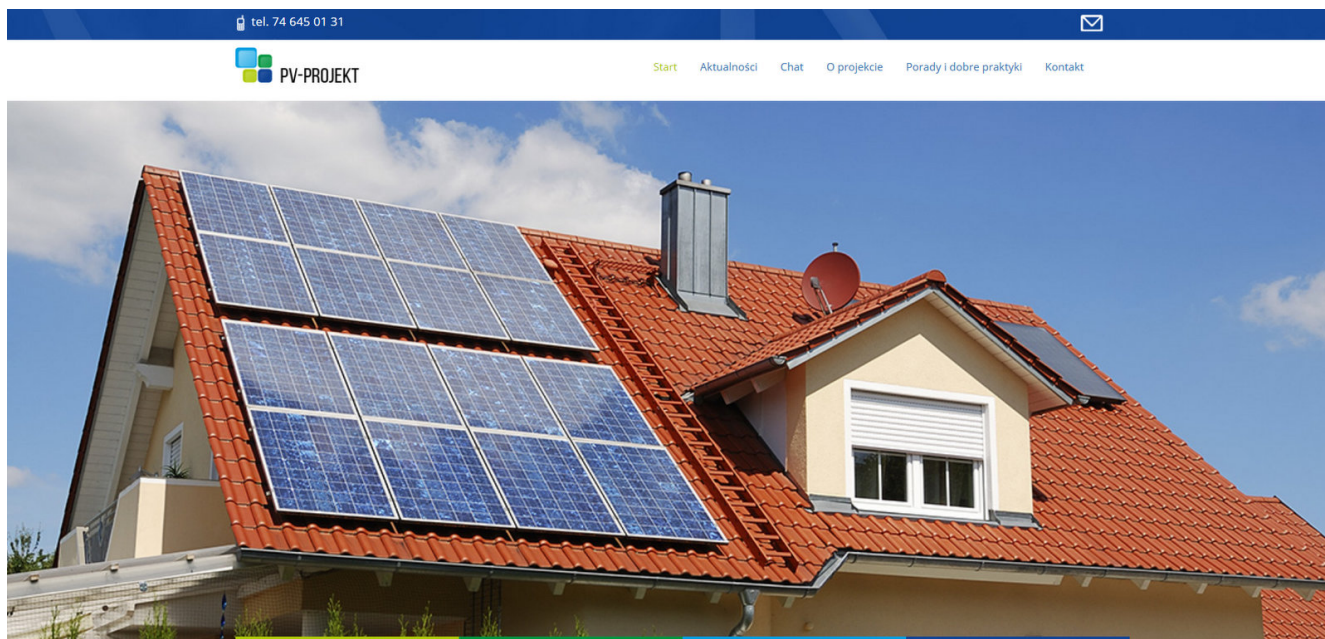 tel. 74 645 01 31
PV-PROJEKT
Start Aktualności Chat O projekcie Porady i dobre praktyki Kontakt